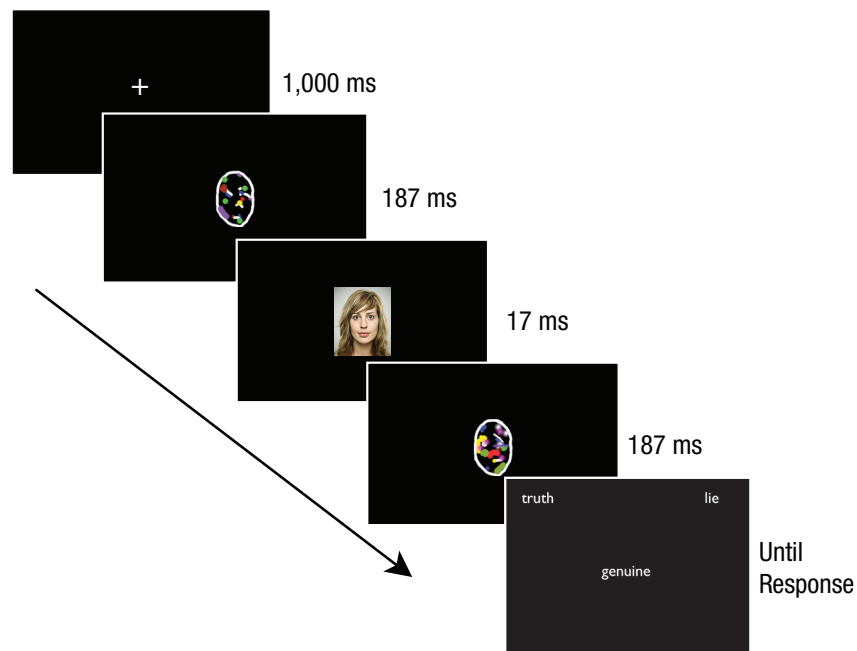 +
1,000 ms
187 ms
17 ms
187 ms
truth lie
genuine
Until
Response